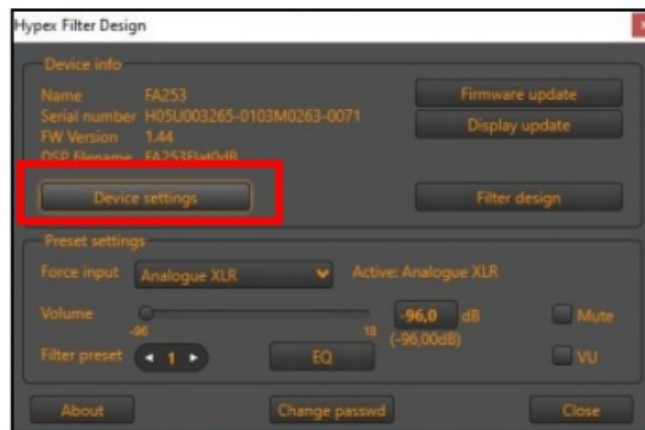 Hypex Filter Design
Device info
Name FA253
Serial number H05U003265-0103M0263-0071
FW Version 1.44
DSP filename FA253Flat0dB
Firmware update
Display update
Device settings
Filter design
Preset settings
Force input Analogue XLR Active: Analogue XLR
Volume -96,0 dB Mute
-96 18 (-96,00dB)
Filter preset 1 EQ VU
About Change passwd Close